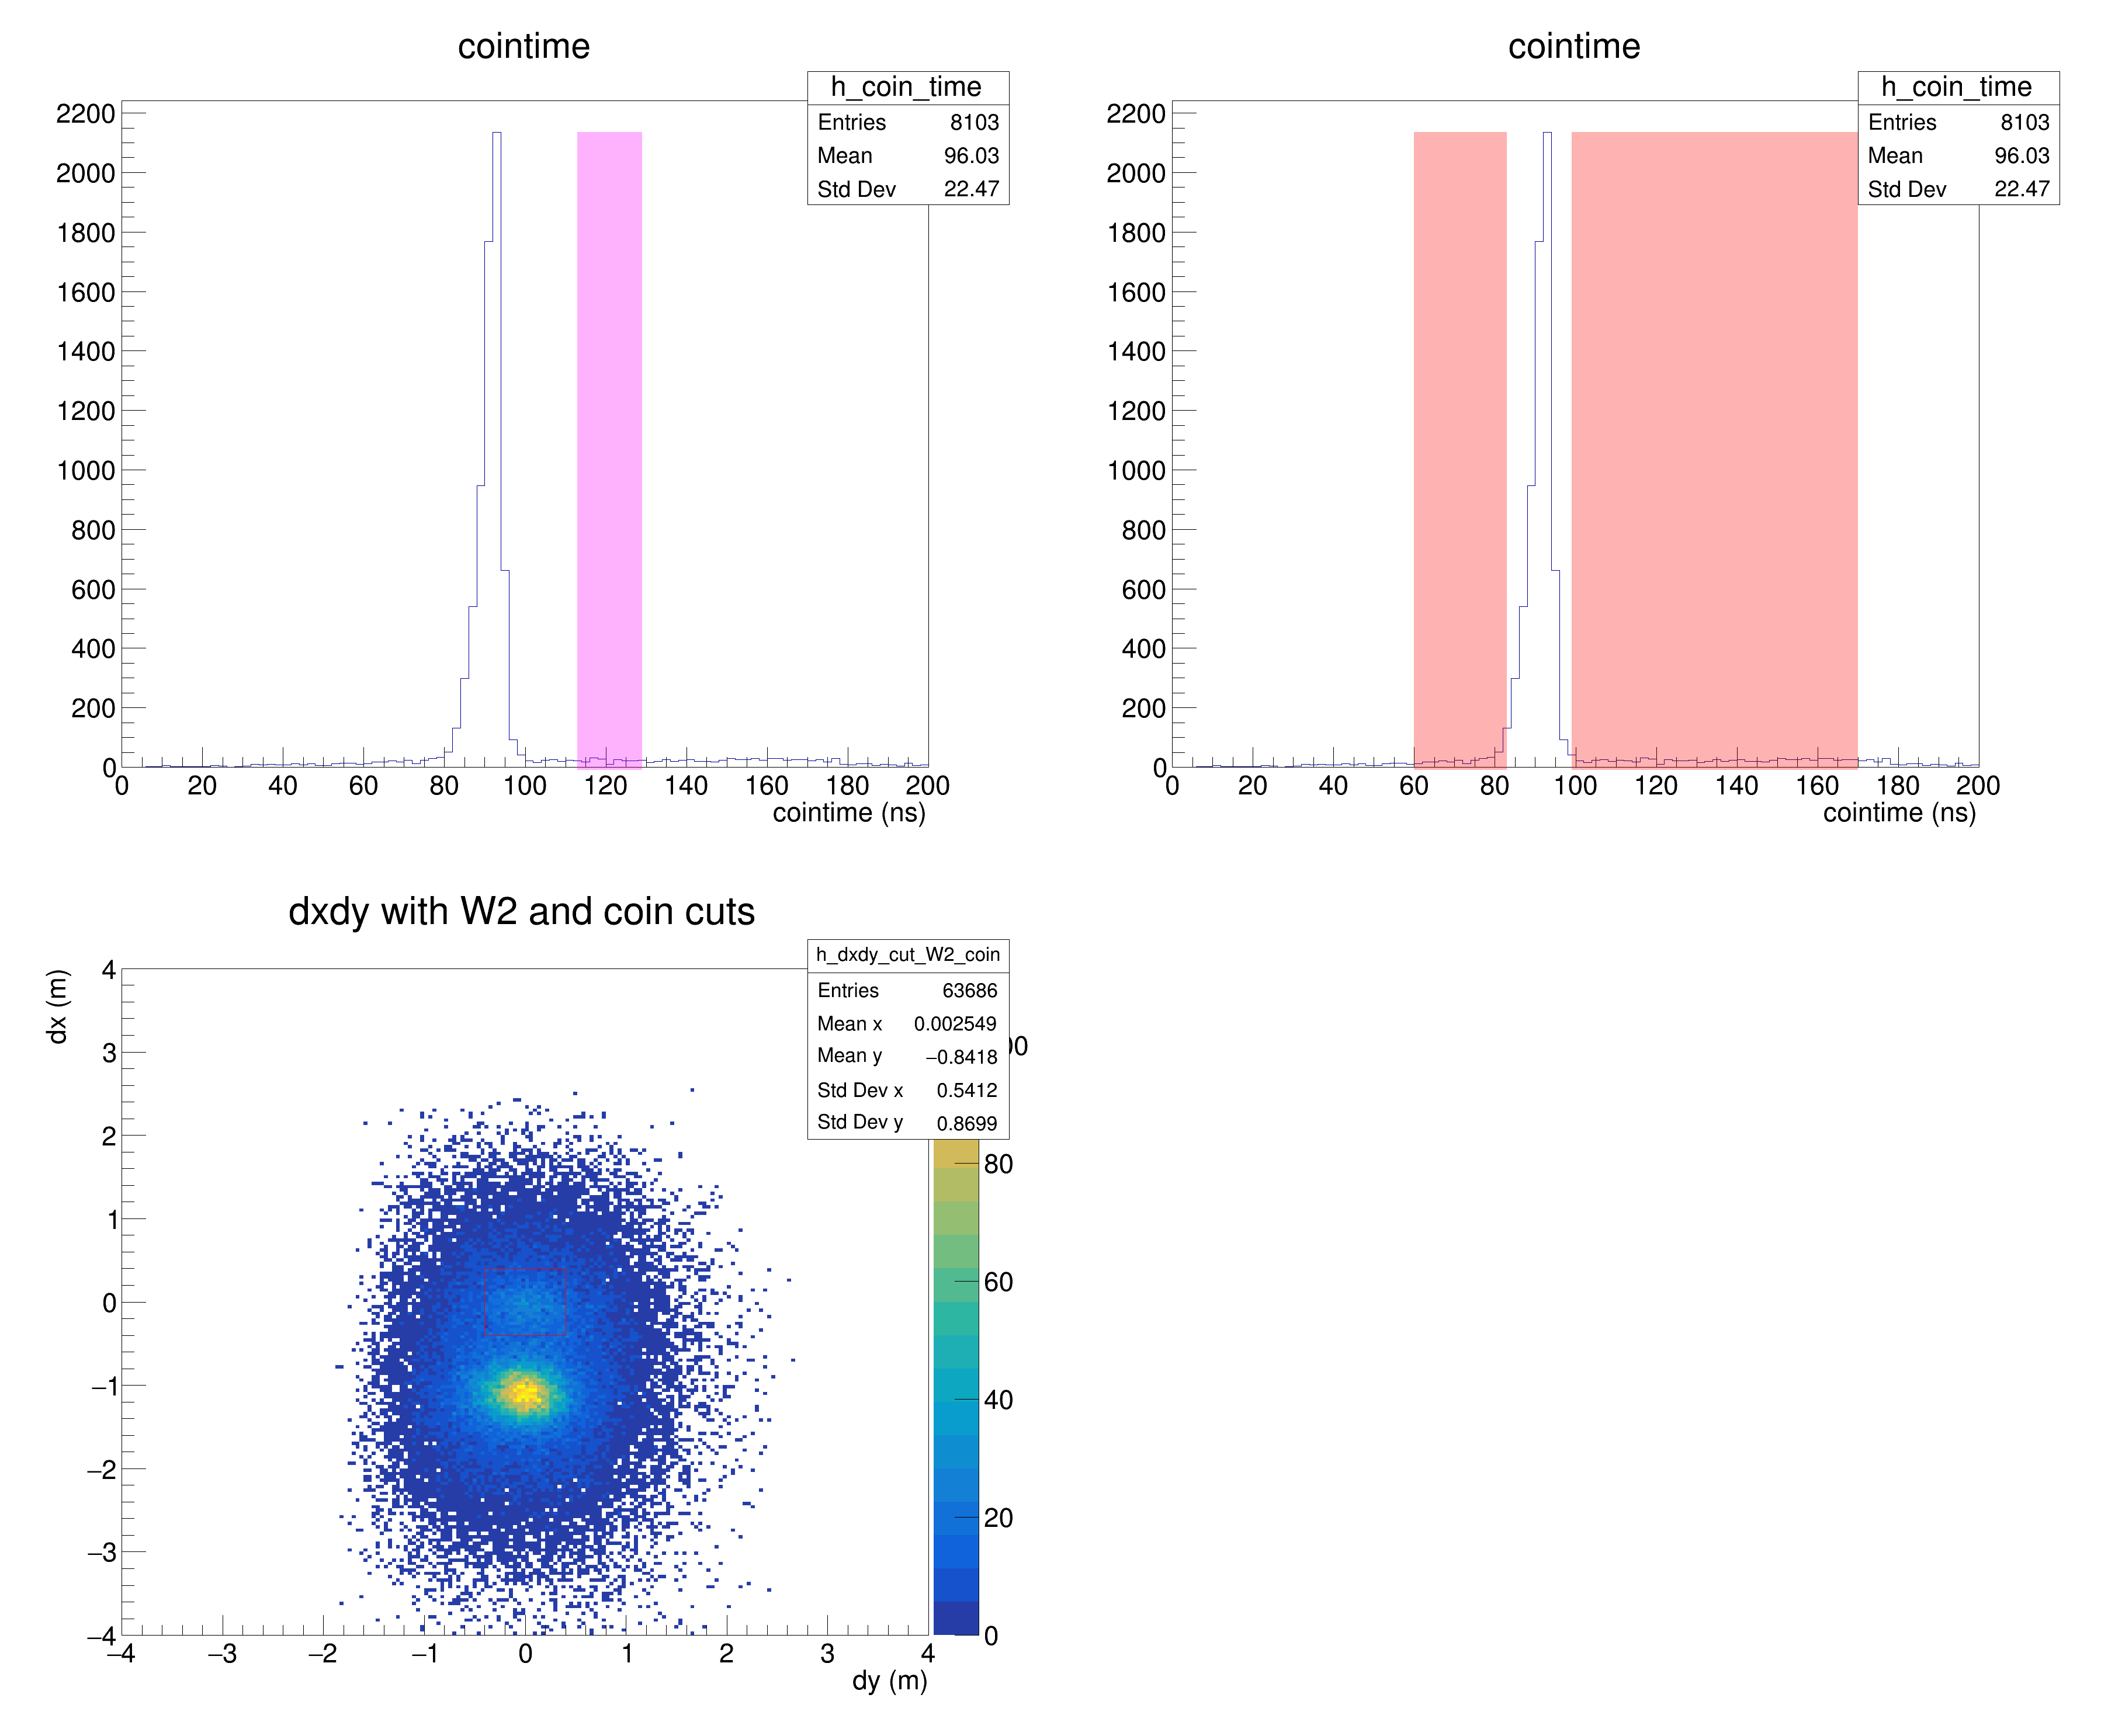 cointime
h_coin_time
Entries 8103
Mean 96.03
Std Dev 22.47
2200
2000
1800
1600
1400
1200
1000
800
600
400
200
0
0 20 40 60 80 100 120 140 160 180 200
cointime (ns)
cointime
h_coin_time
Entries 8103
Mean 96.03
Std Dev 22.47
2200
2000
1800
1600
1400
1200
1000
800
600
400
200
0
0 20 40 60 80 100 120 140 160 180 200
cointime (ns)
dxdy with W2 and coin cuts
h_dxdy_cut_W2_coin
Entries 63686
Mean x 0.002549
Mean y −0.8418
Std Dev x 0.5412
Std Dev y 0.8699
dx (m)
4
3
2
1
0
−1
−2
−3
−4
−4 −3 −2 −1 0 1 2 3 4
dy (m)
80
60
40
20
0